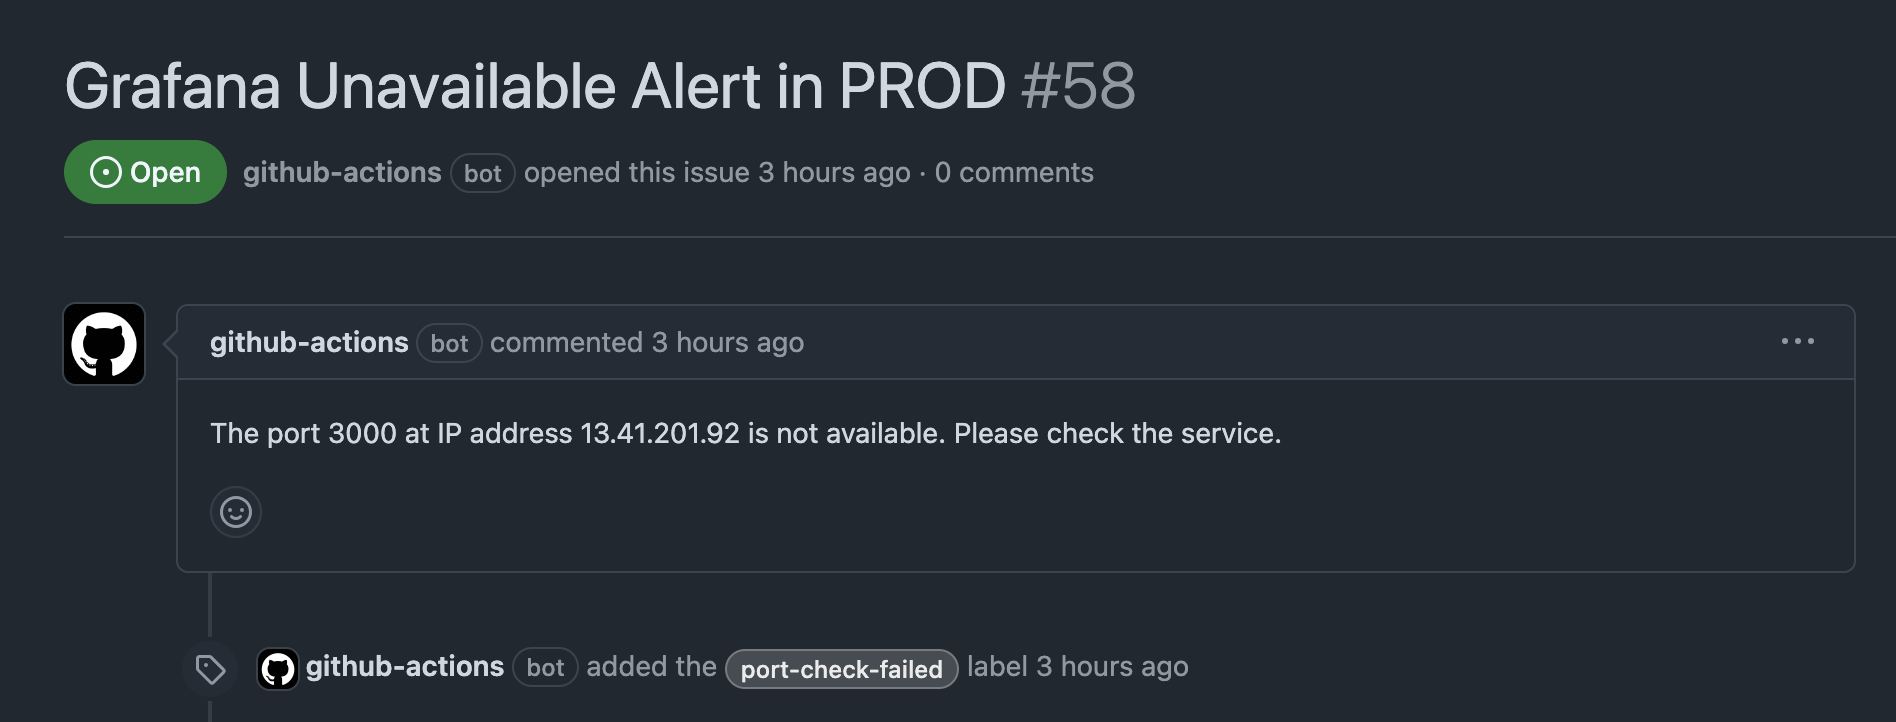 Grafana Unavailable Alert in PROD #58
Open github-actions bot opened this issue 3 hours ago · 0 comments
github-actions bot commented 3 hours ago
The port 3000 at IP address 13.41.201.92 is not available. Please check the service.
github-actions bot added the port-check-failed label 3 hours ago